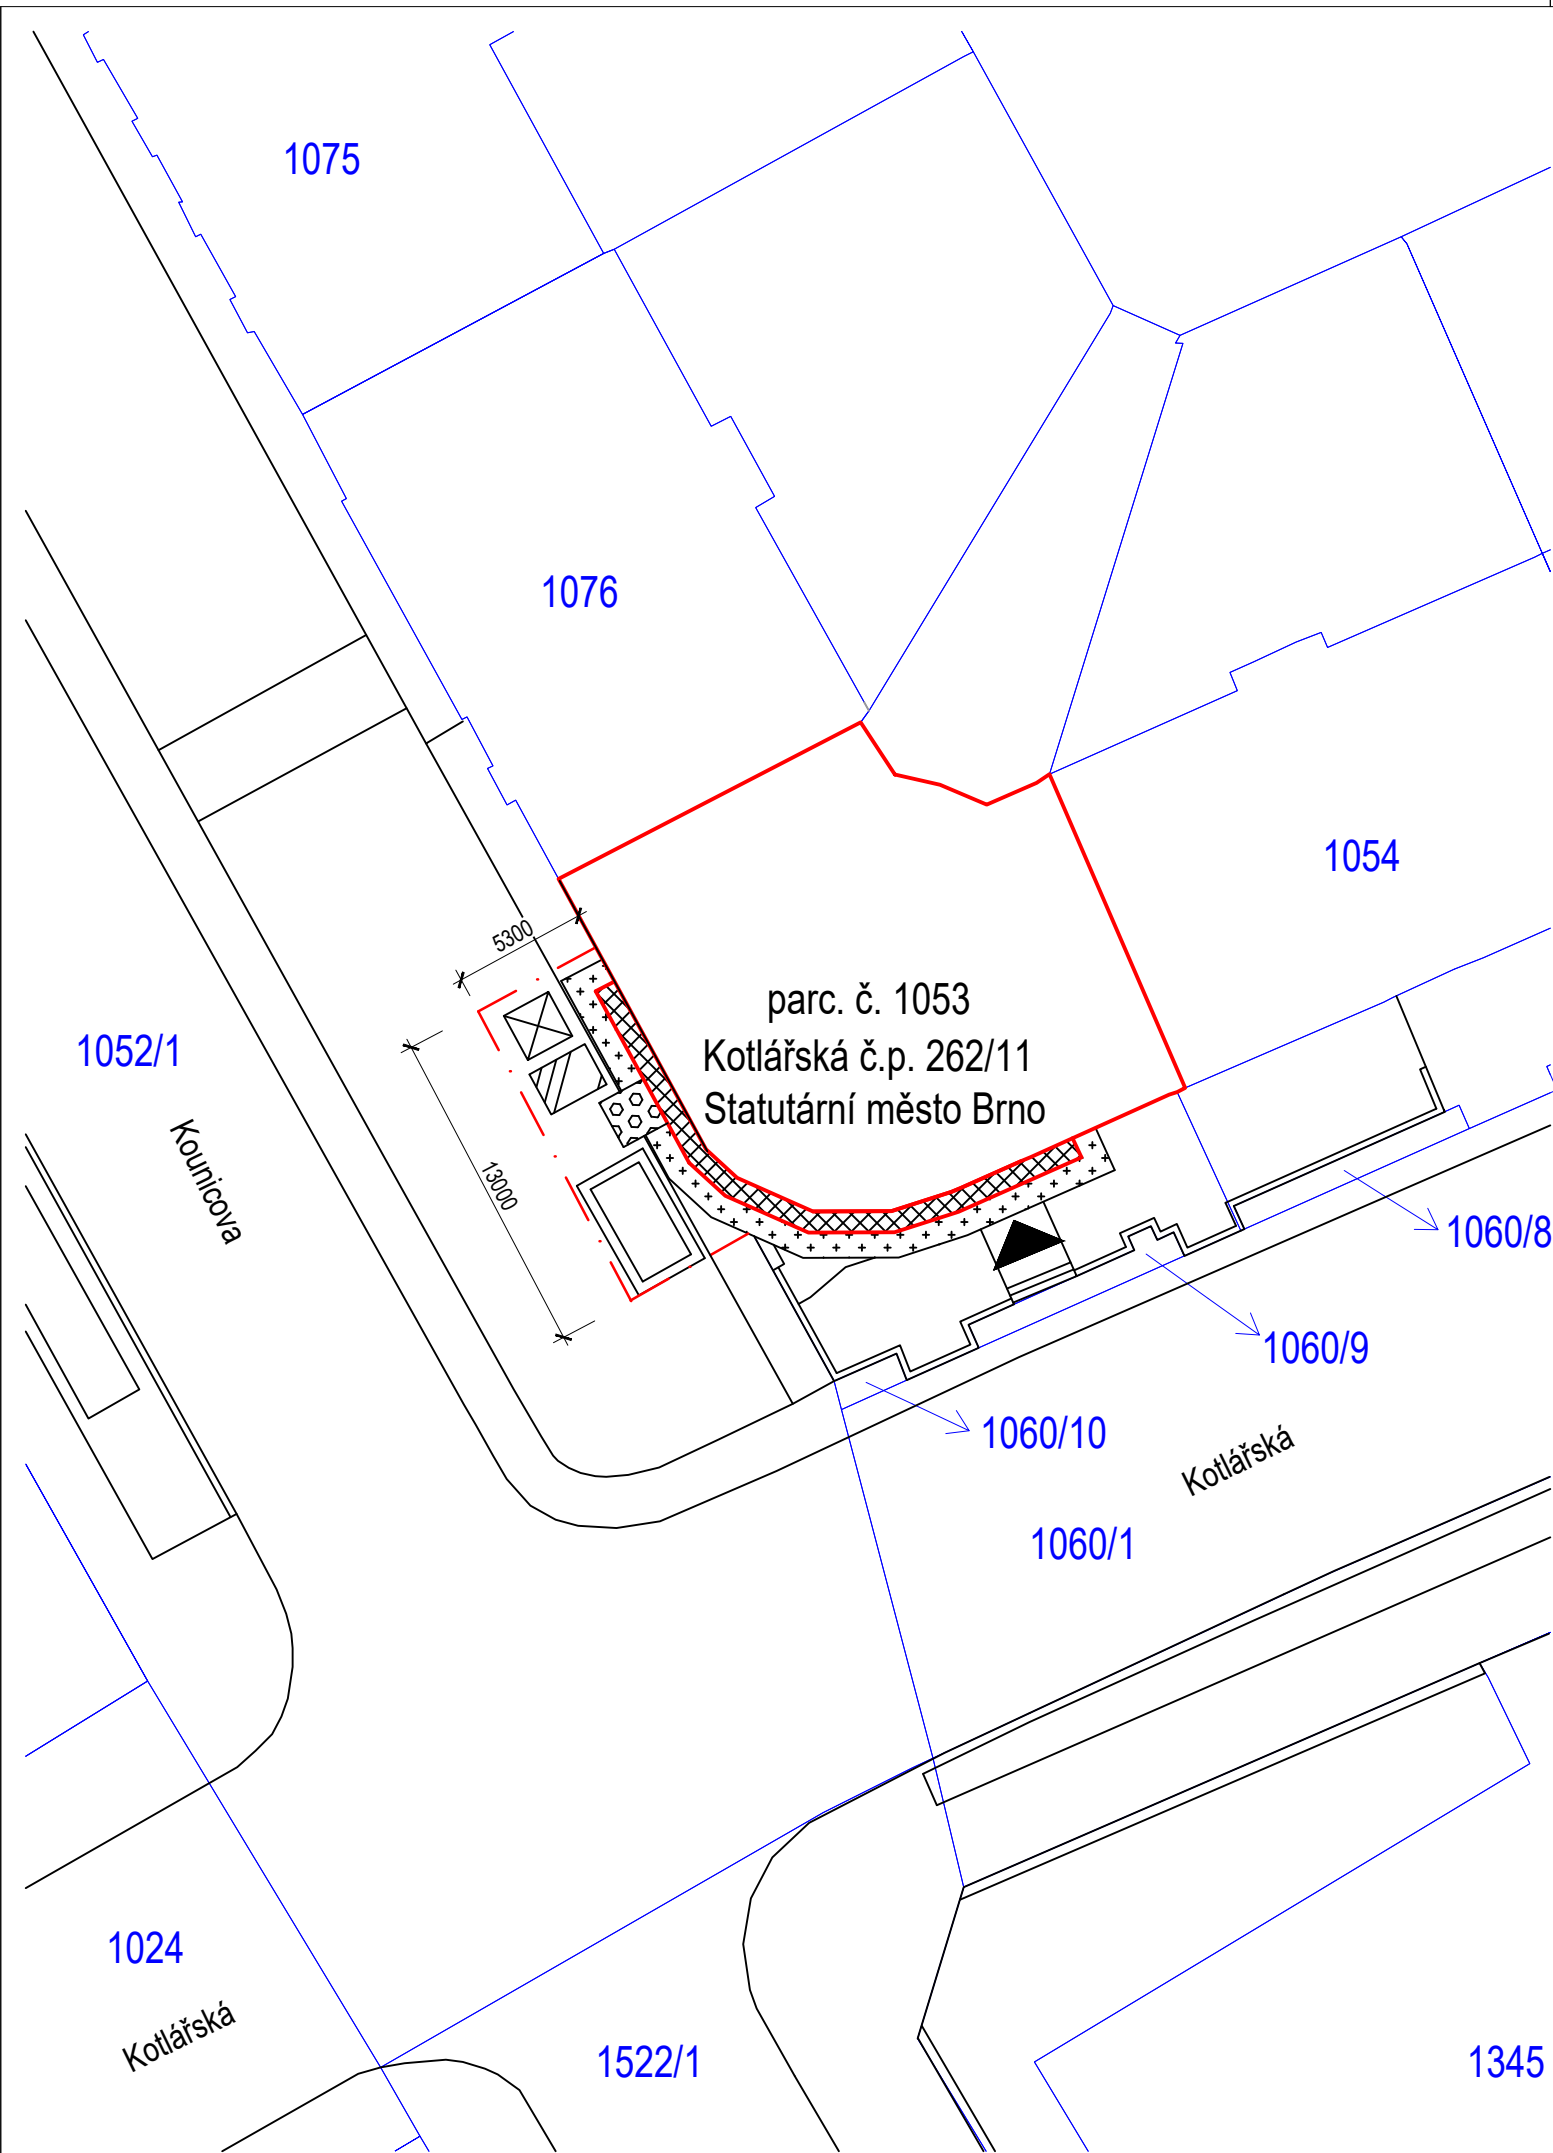 1075
1076
1054
5300
parc. č. 1053
Kotlářská č.p. 262/11
Statutární město Brno
1052/1
Kounicova
13000
1060/8
1060/9
1060/10
Kotlářská
1060/1
1024
Kotlářská
1522/1
1345